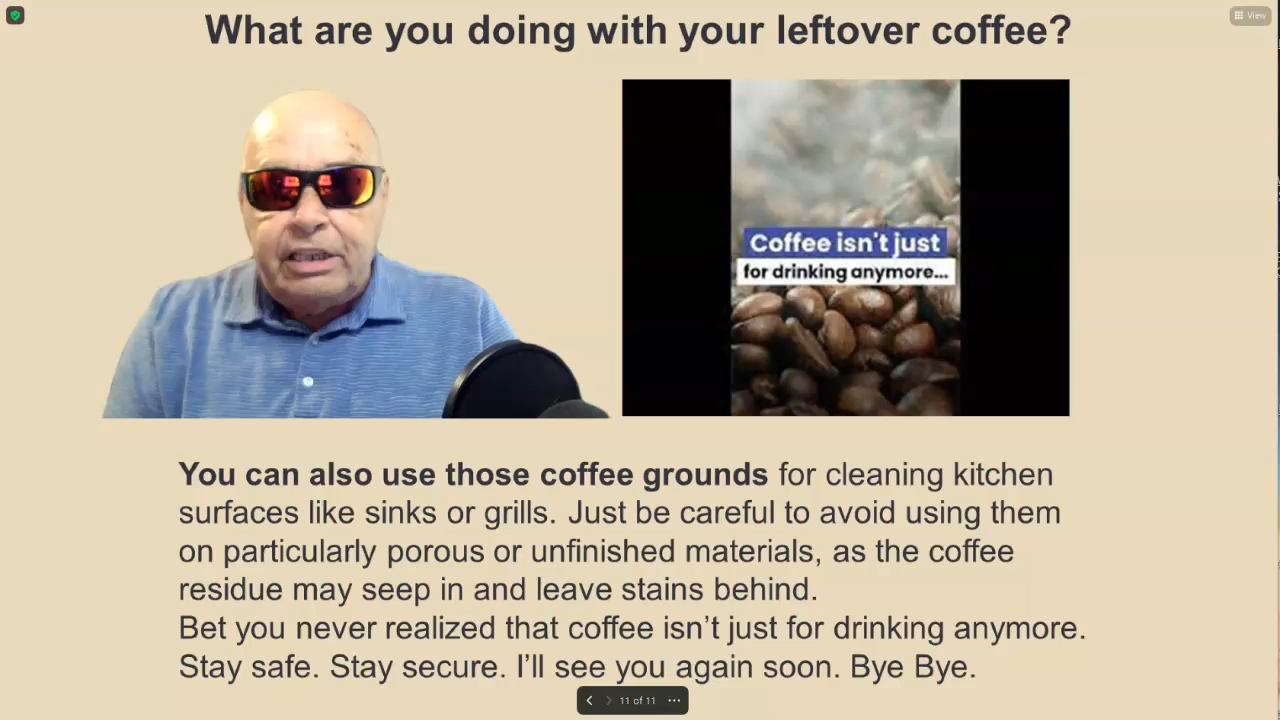 What are you doing with your leftover coffee?
View
Coffee isn't just
for drinking anymore...
You can also use those coffee grounds for cleaning kitchen
surfaces like sinks or grills. Just be careful to avoid using them
on particularly porous or unfinished materials, as the coffee
residue may seep in and leave stains behind.
Bet you never realized that coffee isn’t just for drinking anymore.
Stay safe. Stay secure. I’ll see you again soon. Bye Bye.
11 of 11